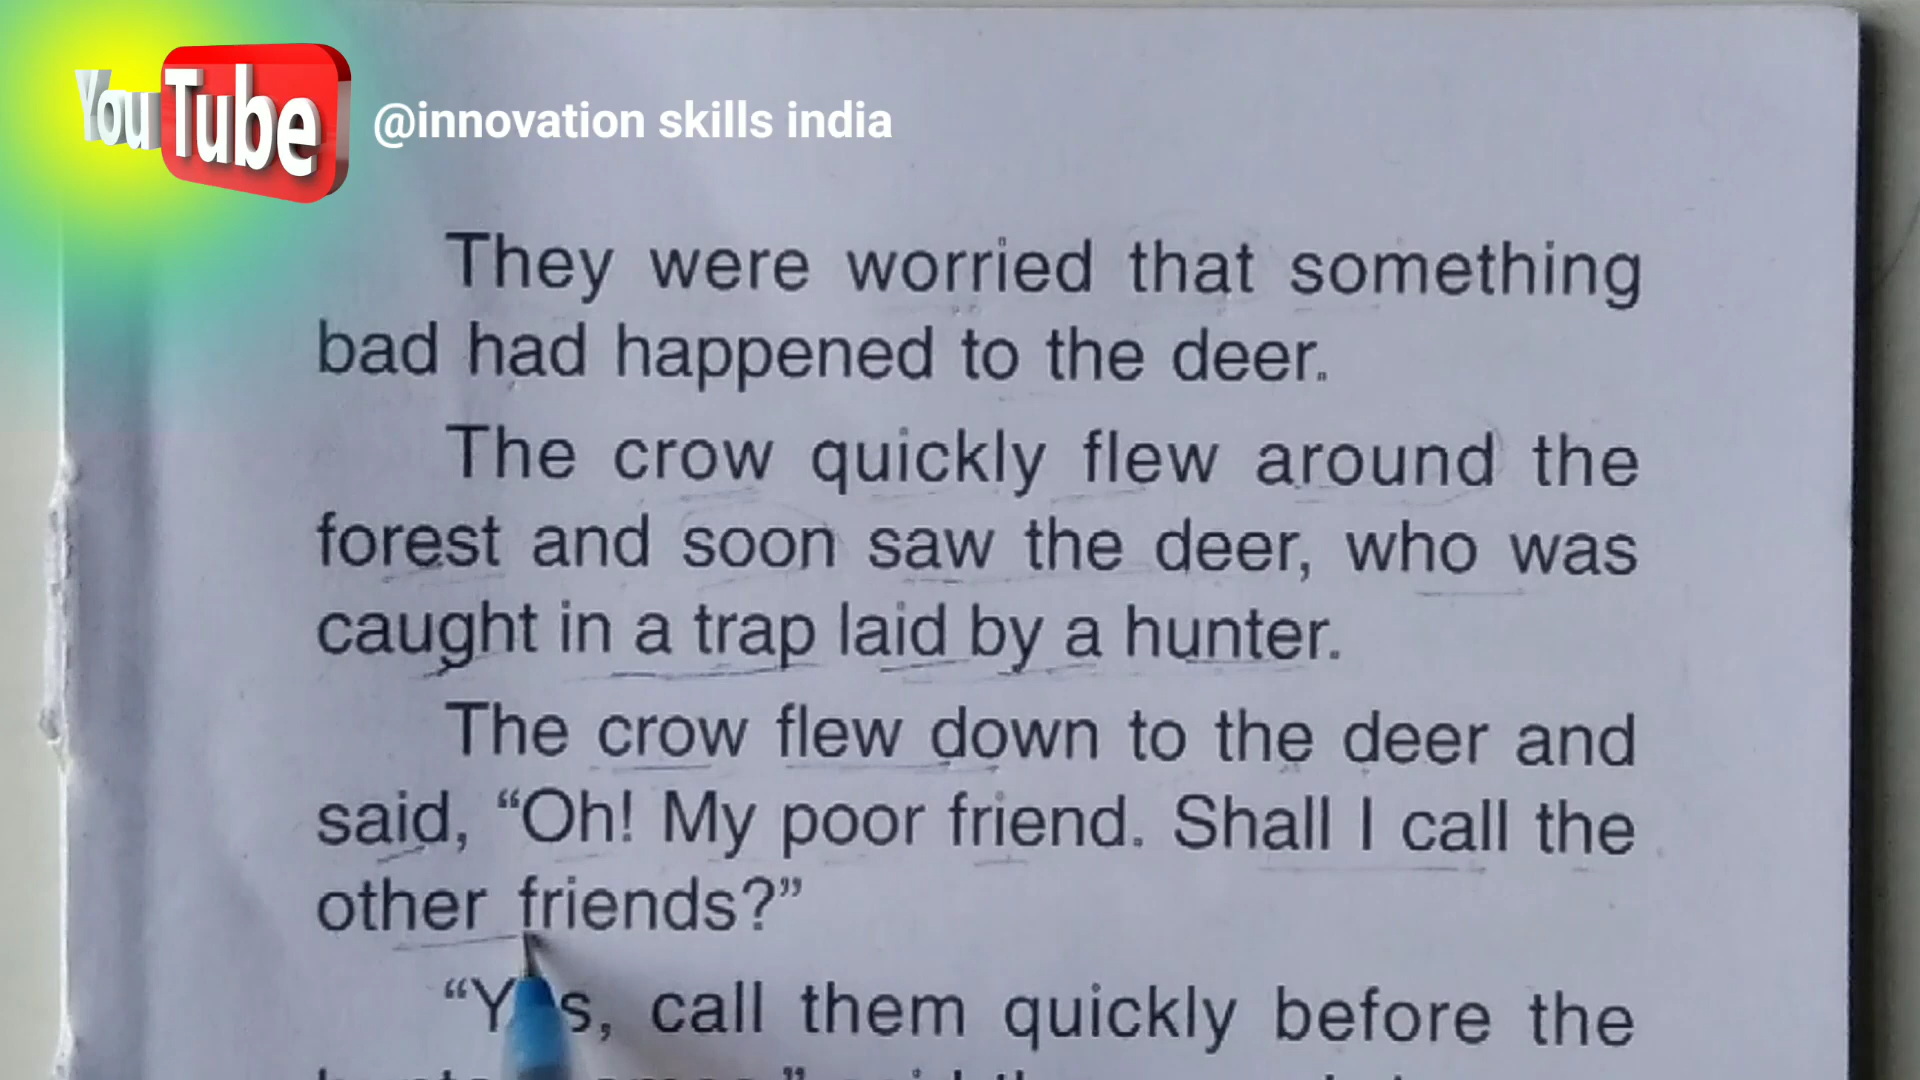 YouTube
@innovation skills india
They were worried that something
bad had happened to the deer.
The crow quickly flew around the
forest and soon saw the deer, who was
caught in a trap laid by a hunter.
The crow flew down to the deer and
said, “Oh! My poor friend. Shall I call the
other friends?”
call them quickly before the